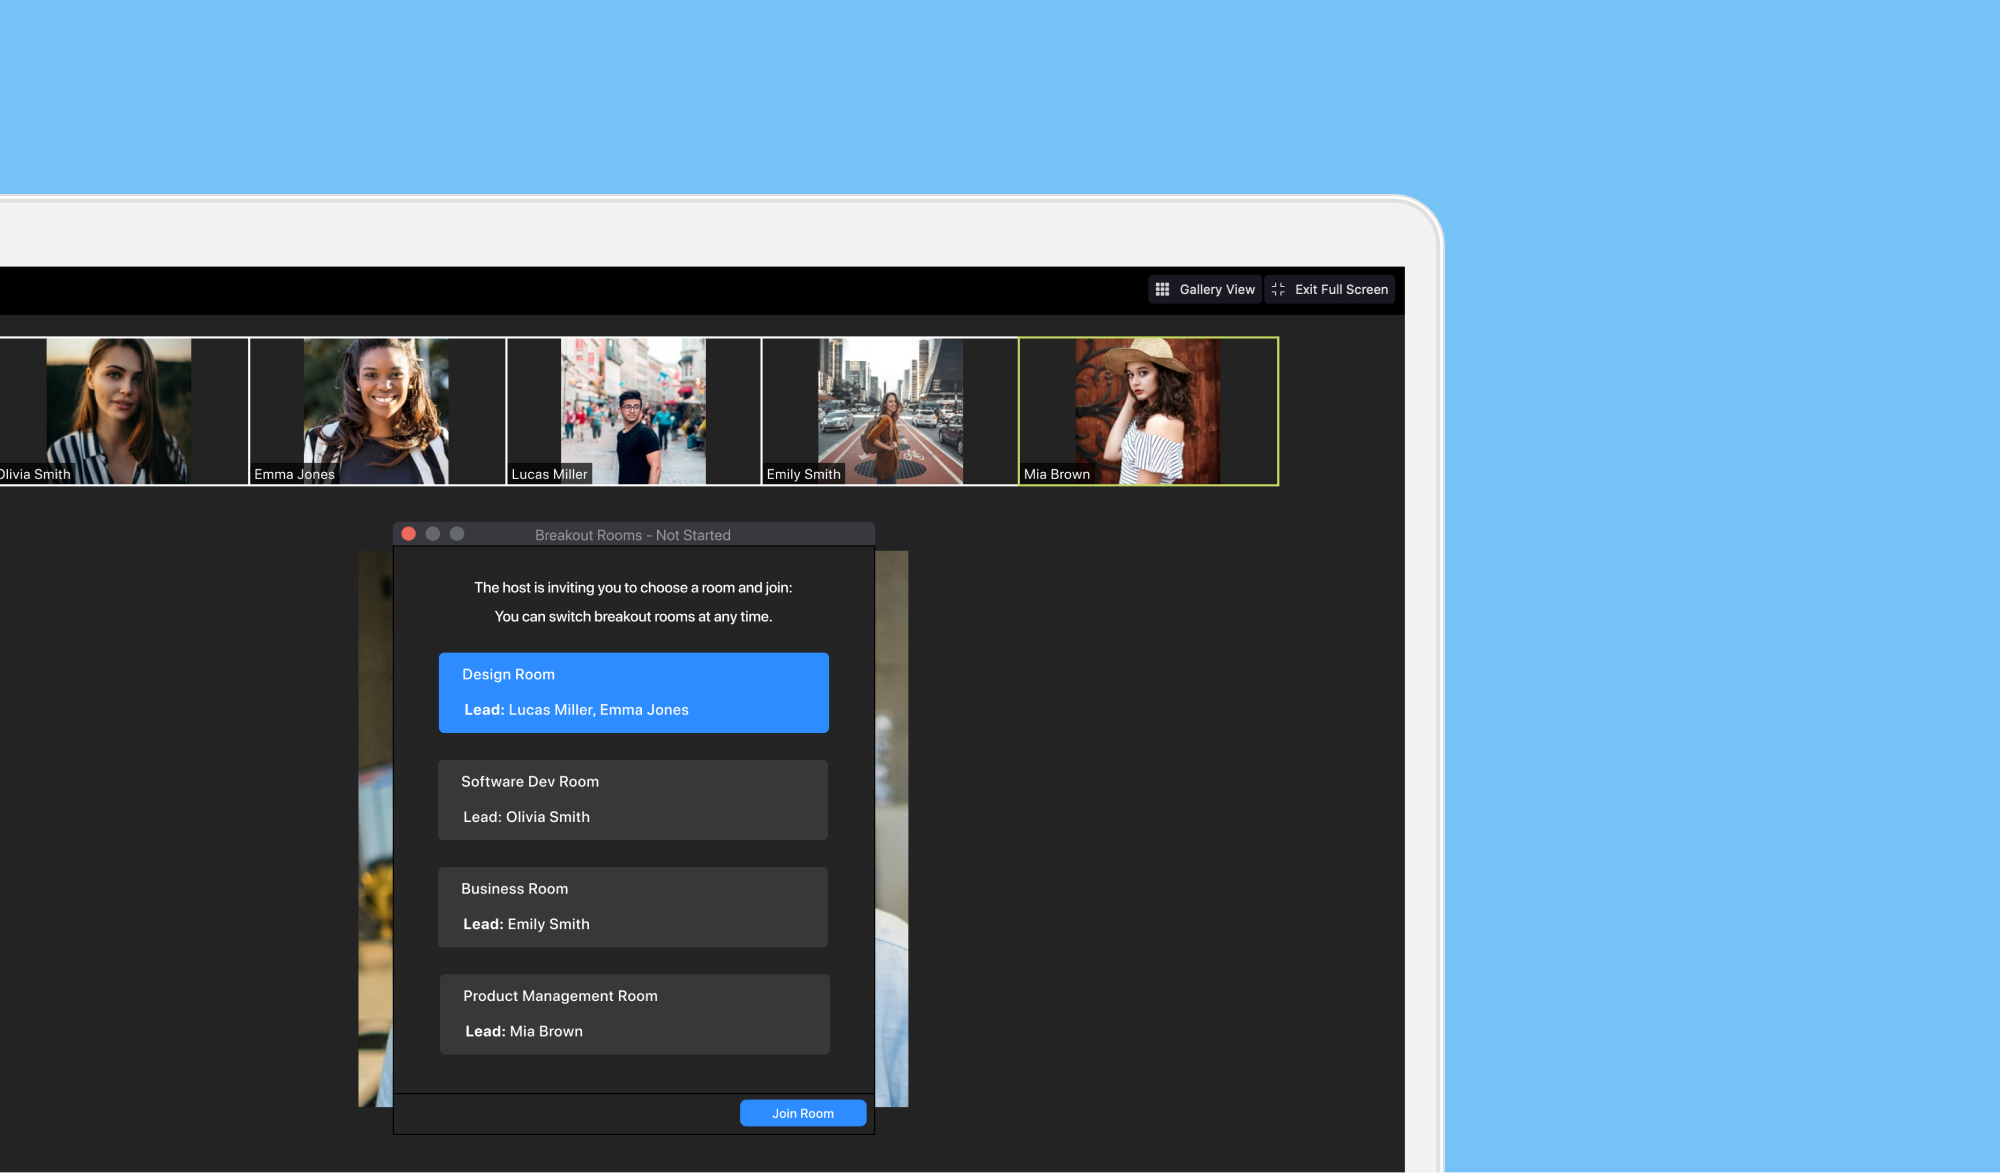 Gallery View
Exit Full Screen
Olivia Smith
Emma Jones
Lucas Miller
Emily Smith
Mia Brown
Breakout Rooms - Not Started
The host is inviting you to choose a room and join:
You can switch breakout rooms at any time.
Design Room
Lead: Lucas Miller, Emma Jones
Software Dev Room
Lead: Olivia Smith
Business Room
Lead: Emily Smith
Product Management Room
Lead: Mia Brown
Join Room